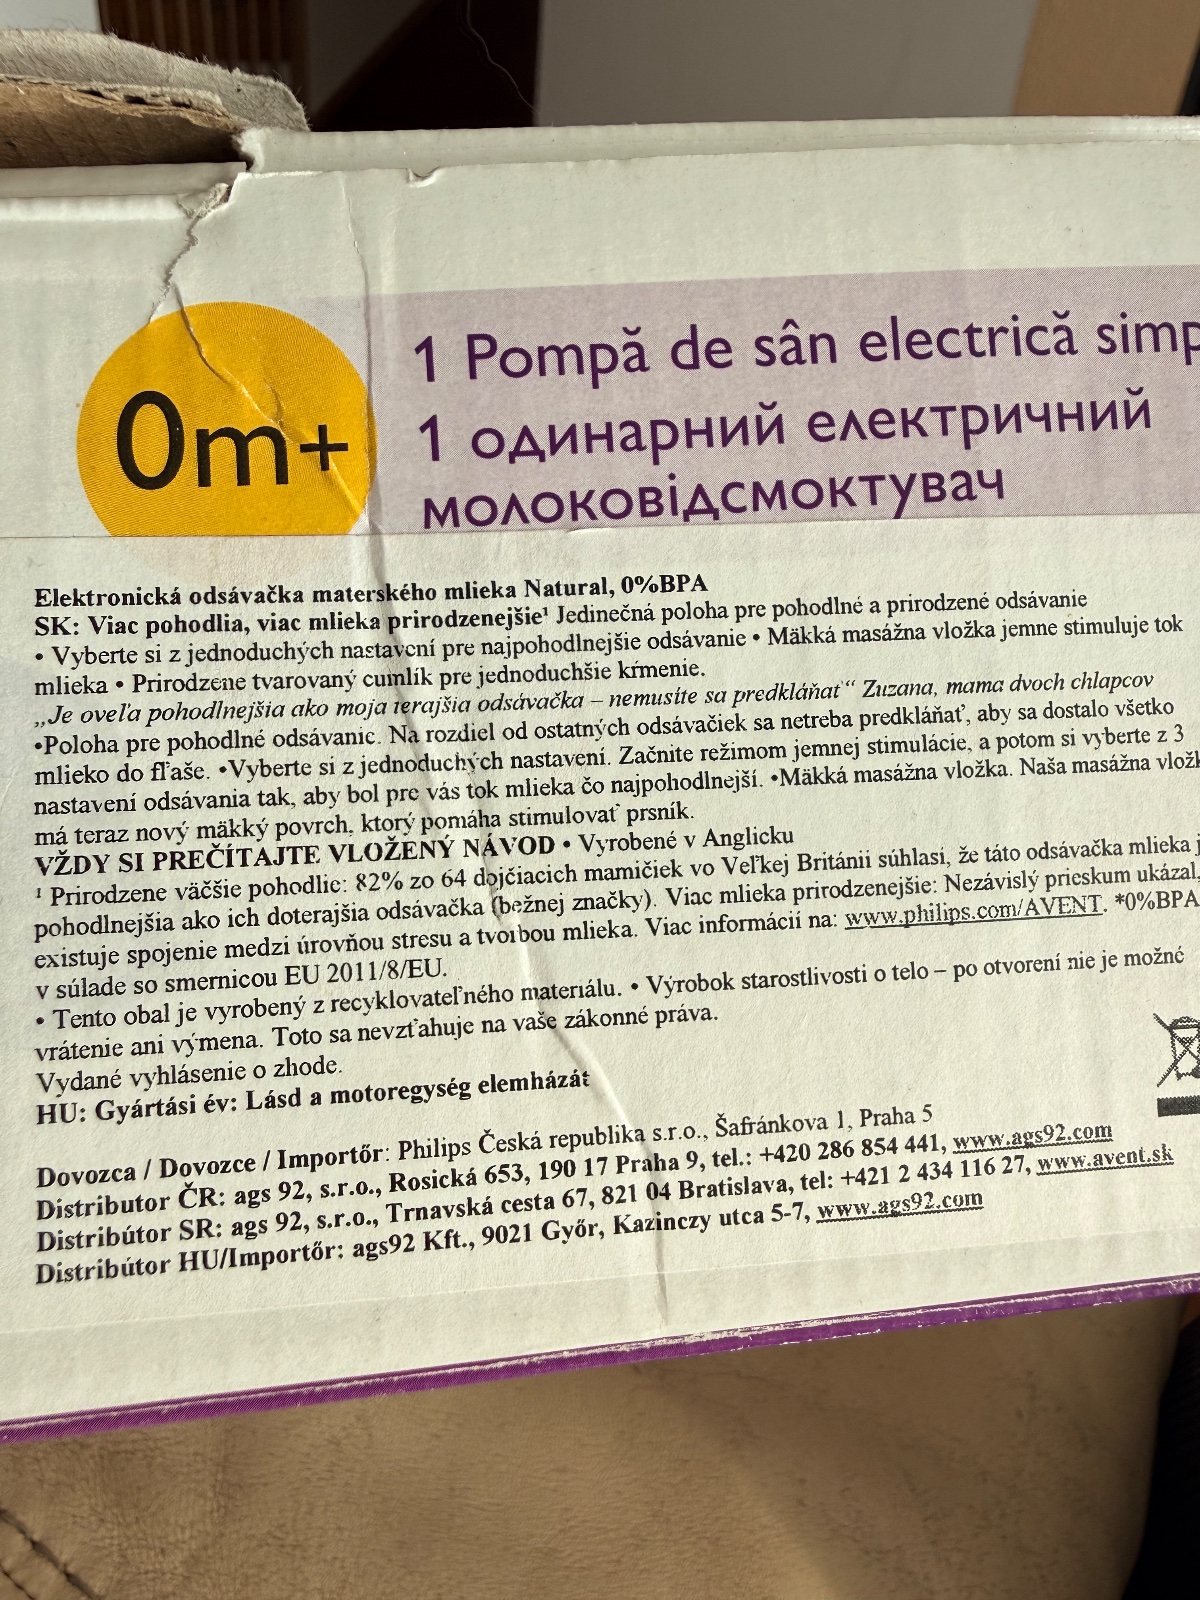 0m+
1 Pompă de sân electrică
1 одинарний електричний
молоковідсмоктувач
Elektronická odsávačka materského mlieka Natural, 0%BPA
SK: Viac pohodlia, viac mlieka prirodzenejšie¹ Jedinečná poloha pre pohodlné a prirodzené odsávanie
• Vyberte si z jednoduchých nastavení pre najpohodlnejšie odsávanie • Mäkká masážna vložka jemne stimuluje tok
mlieka • Prirodzene tvarovaný cumlík pre jednoduchšie kŕmenie.
„Je oveľa pohodlnejšia ako moja terajšia odsávačka – nemusíte sa predkláňať“ Zuzana, mama dvoch chlapcov
•Poloha pre pohodlné odsávanie. Na rozdiel od ostatných odsávačiek sa netreba predkláňať, aby sa dostalo všetko
mlieko do fľaše. •Vyberte si z jednoduchých nastavení. Začnite režimom jemnej stimulácie, a potom si vyberte z 3
nastavení odsávania tak, aby bol pre vás tok mlieka čo najpohodlnejší. •Mäkká masážna vložka. Naša masážna
má teraz nový mäkký povrch, ktorý pomáha stimulovať prsník.
VŽDY SI PREČÍTAJTE VLOŽENÝ NÁVOD • Vyrobené v Anglicku
¹ Prirodzene väčšie pohodlie: 82% zo 64 dojčiacich mamičiek vo Veľkej Británii súhlasí, že táto odsávačka mlieka
pohodlnejšia ako ich doterajšia odsávačka (bežnej značky). Viac mlieka prirodzenejšie: Nezávislý prieskum ukázal,
existuje spojenie medzi úrovňou stresu a tvorbou mlieka. Viac informácií na: www.philips.com/AVENT. *0%BPA
v súlade so smernicou EU 2011/8/EU.
• Tento obal je vyrobený z recyklovateľného materiálu. • Výrobok starostlivosti o telo – po otvorení nie je možné
vrátenie ani výmena. Toto sa nevzťahuje na vaše zákonné práva.
Vydané vyhlásenie o zhode.
HU: Gyártási év: Lásd a motoregység elemházát
Dovozca / Dovozce / Importőr: Philips Česká republika s.r.o., Šafránkova 1, Praha 5
Distributor ČR: ags 92, s.r.o., Rosická 653, 190 17 Praha 9, tel.: +420 286 854 441, www.ags92.com
Distribútor SR: ags 92, s.r.o., Trnavská cesta 67, 821 04 Bratislava, tel: +421 2 434 116 27, www.avent.sk
Distribútor HU/Importőr: ags92 Kft., 9021 Győr, Kazinczy utca 5-7, www.ags92.com